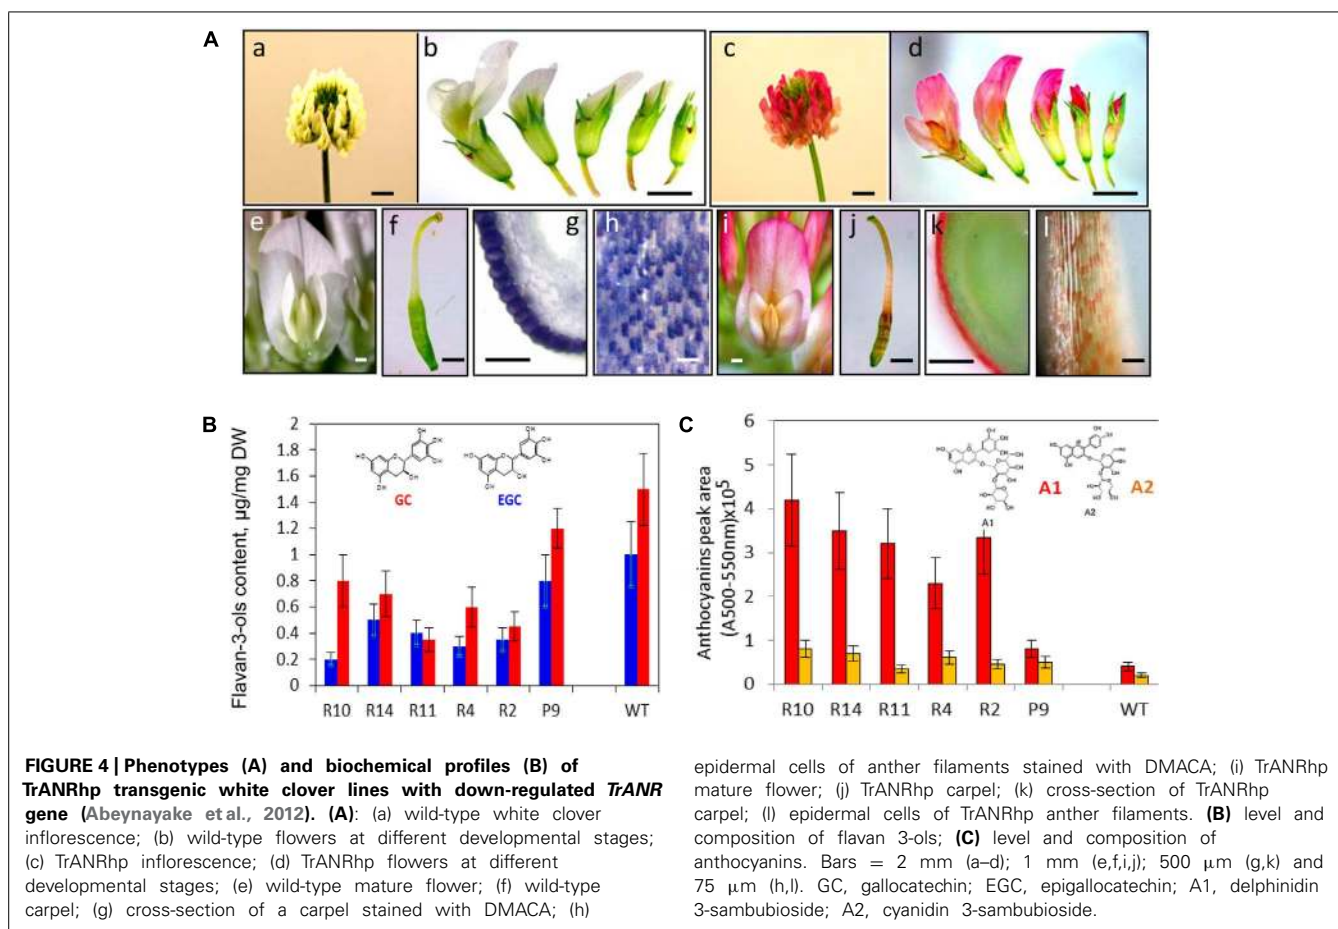 A
a
b
c
d
e
f
g
h
i
j
k
l
B
Flavan-3-ols content, µg/mg DW
2
1.8
1.6
1.4
1.2
1
0.8
0.6
0.4
0.2
0
GC
EGC
R10 R14 R11 R4 R2 P9 WT
C
Anthocyanins peak area
(A500-550nm)x10⁵
6
5
4
3
2
1
0
A1
A1
A2
A2
R10 R14 R11 R4 R2 P9 WT
FIGURE 4 | Phenotypes (A) and biochemical profiles (B) of
TrANRhp transgenic white clover lines with down-regulated TrANR
gene (Abeynayake et al., 2012). (A): (a) wild-type white clover
inflorescence; (b) wild-type flowers at different developmental stages;
(c) TrANRhp inflorescence; (d) TrANRhp flowers at different
developmental stages; (e) wild-type mature flower; (f) wild-type
carpel; (g) cross-section of a carpel stained with DMACA; (h)
epidermal cells of anther filaments stained with DMACA; (i) TrANRhp
mature flower; (j) TrANRhp carpel; (k) cross-section of TrANRhp
carpel; (l) epidermal cells of TrANRhp anther filaments. (B) level and
composition of flavan 3-ols; (C) level and composition of
anthocyanins. Bars = 2 mm (a–d); 1 mm (e,f,i,j); 500 µm (g,k) and
75 µm (h,l). GC, gallocatechin; EGC, epigallocatechin; A1, delphinidin
3-sambubioside; A2, cyanidin 3-sambubioside.